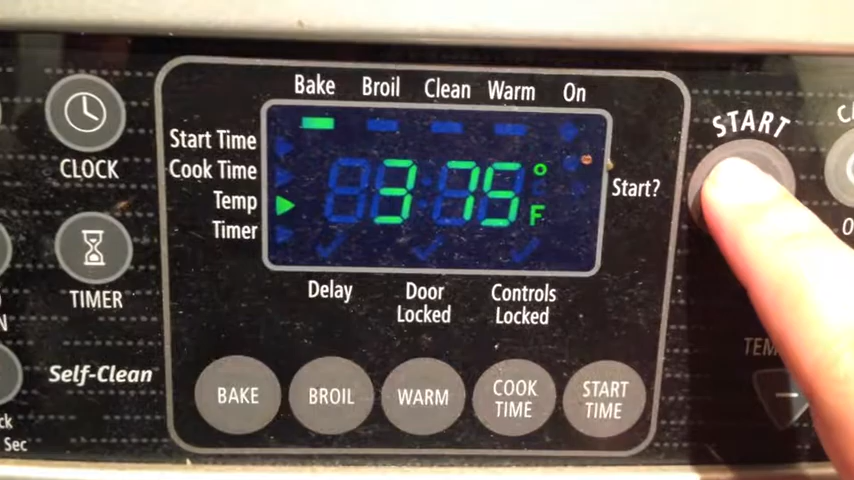 Bake Broil Clean Warm On
START
Start Time
Cook Time
Temp
Timer
375°
F
Start?
CLOCK
TIMER
Delay
Door
Locked
Controls
Locked
Self-Clean
BAKE
BROIL
WARM
COOK
TIME
START
TIME
Sec